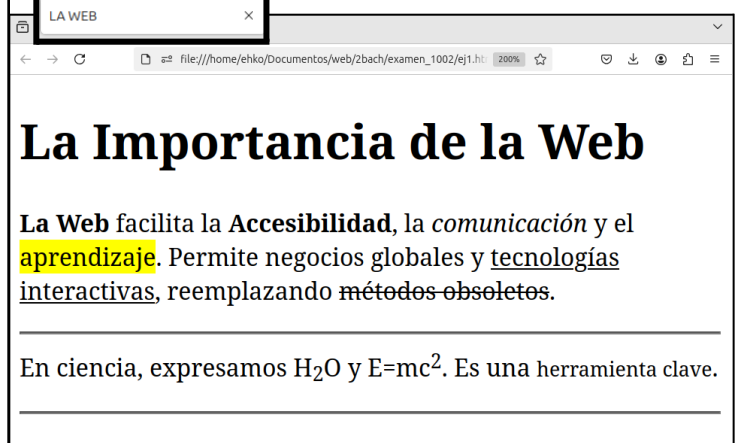 LA WEB
file:///home/ehko/Documentos/web/2bach/examen_1002/ej1.ht 200%
La Importancia de la Web
La Web facilita la Accesibilidad, la comunicación y el
aprendizaje. Permite negocios globales y tecnologías
interactivas, reemplazando métodos obsoletos.
En ciencia, expresamos H₂O y E=mc². Es una herramienta clave.